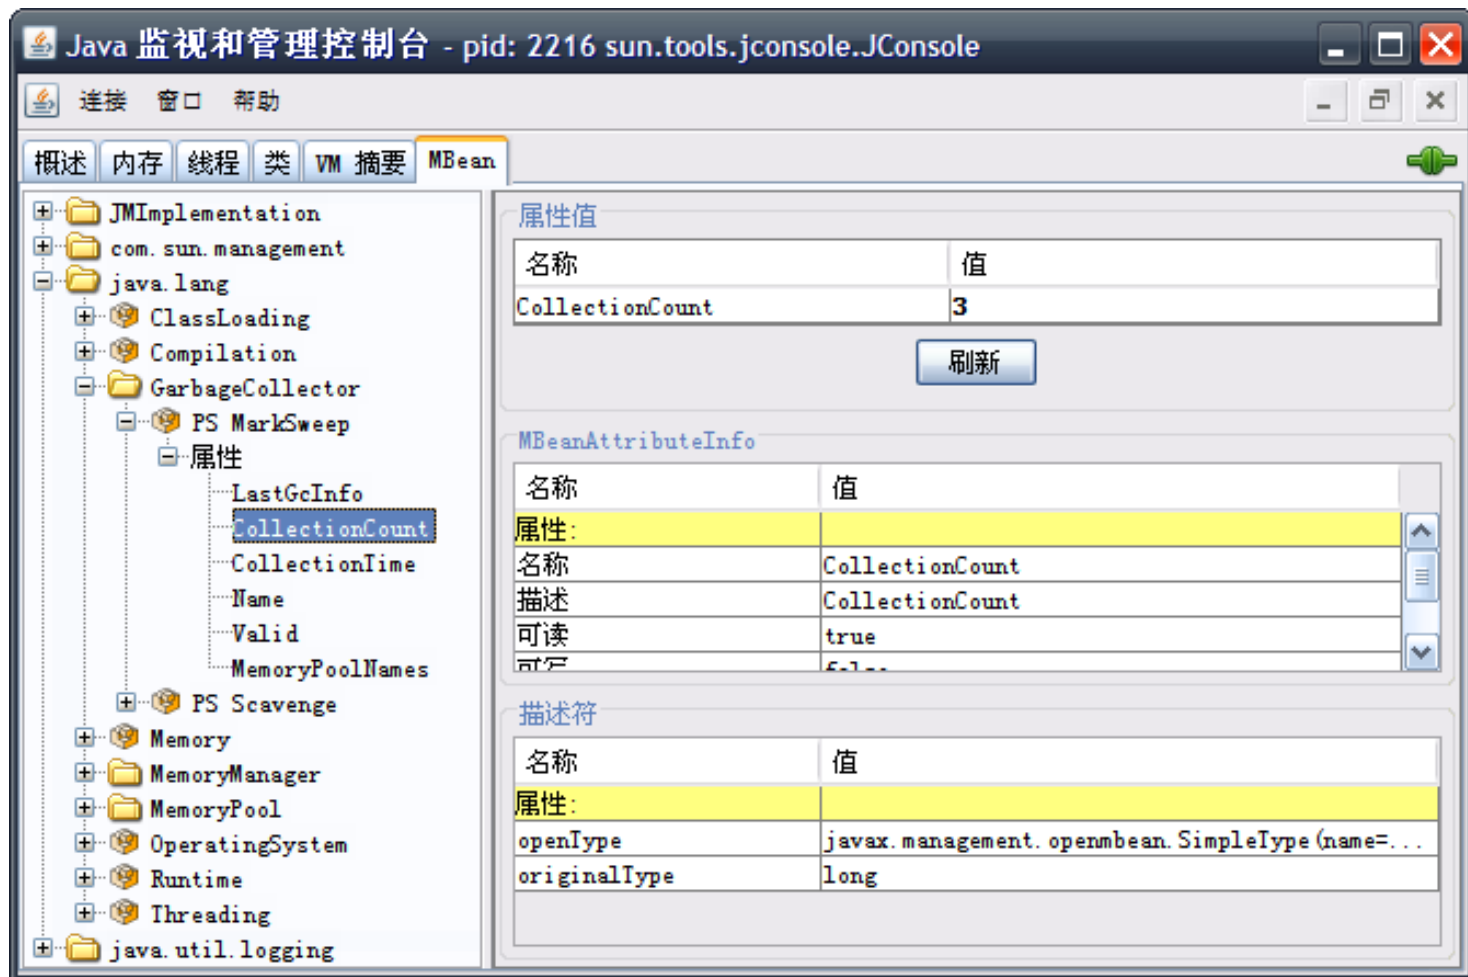 Java 监视和管理控制台 - pid: 2216 sun.tools.jconsole.JConsole
连接 窗口 帮助
概述 内存 线程 类 VM 摘要 MBean
JMImplementation
com.sun.management
java.lang
ClassLoading
Compilation
GarbageCollector
PS MarkSweep
属性
LastGcInfo
CollectionCount
CollectionTime
Name
Valid
MemoryPoolNames
PS Scavenge
Memory
MemoryManager
MemoryPool
OperatingSystem
Runtime
Threading
java.util.logging
属性值
名称 值
CollectionCount 3
刷新
MBeanAttributeInfo
名称 值
属性:
名称 CollectionCount
描述 CollectionCount
可读 true
可写 false
描述符
名称 值
属性:
openType javax.management.openmbean.SimpleType(name=...
originalType long